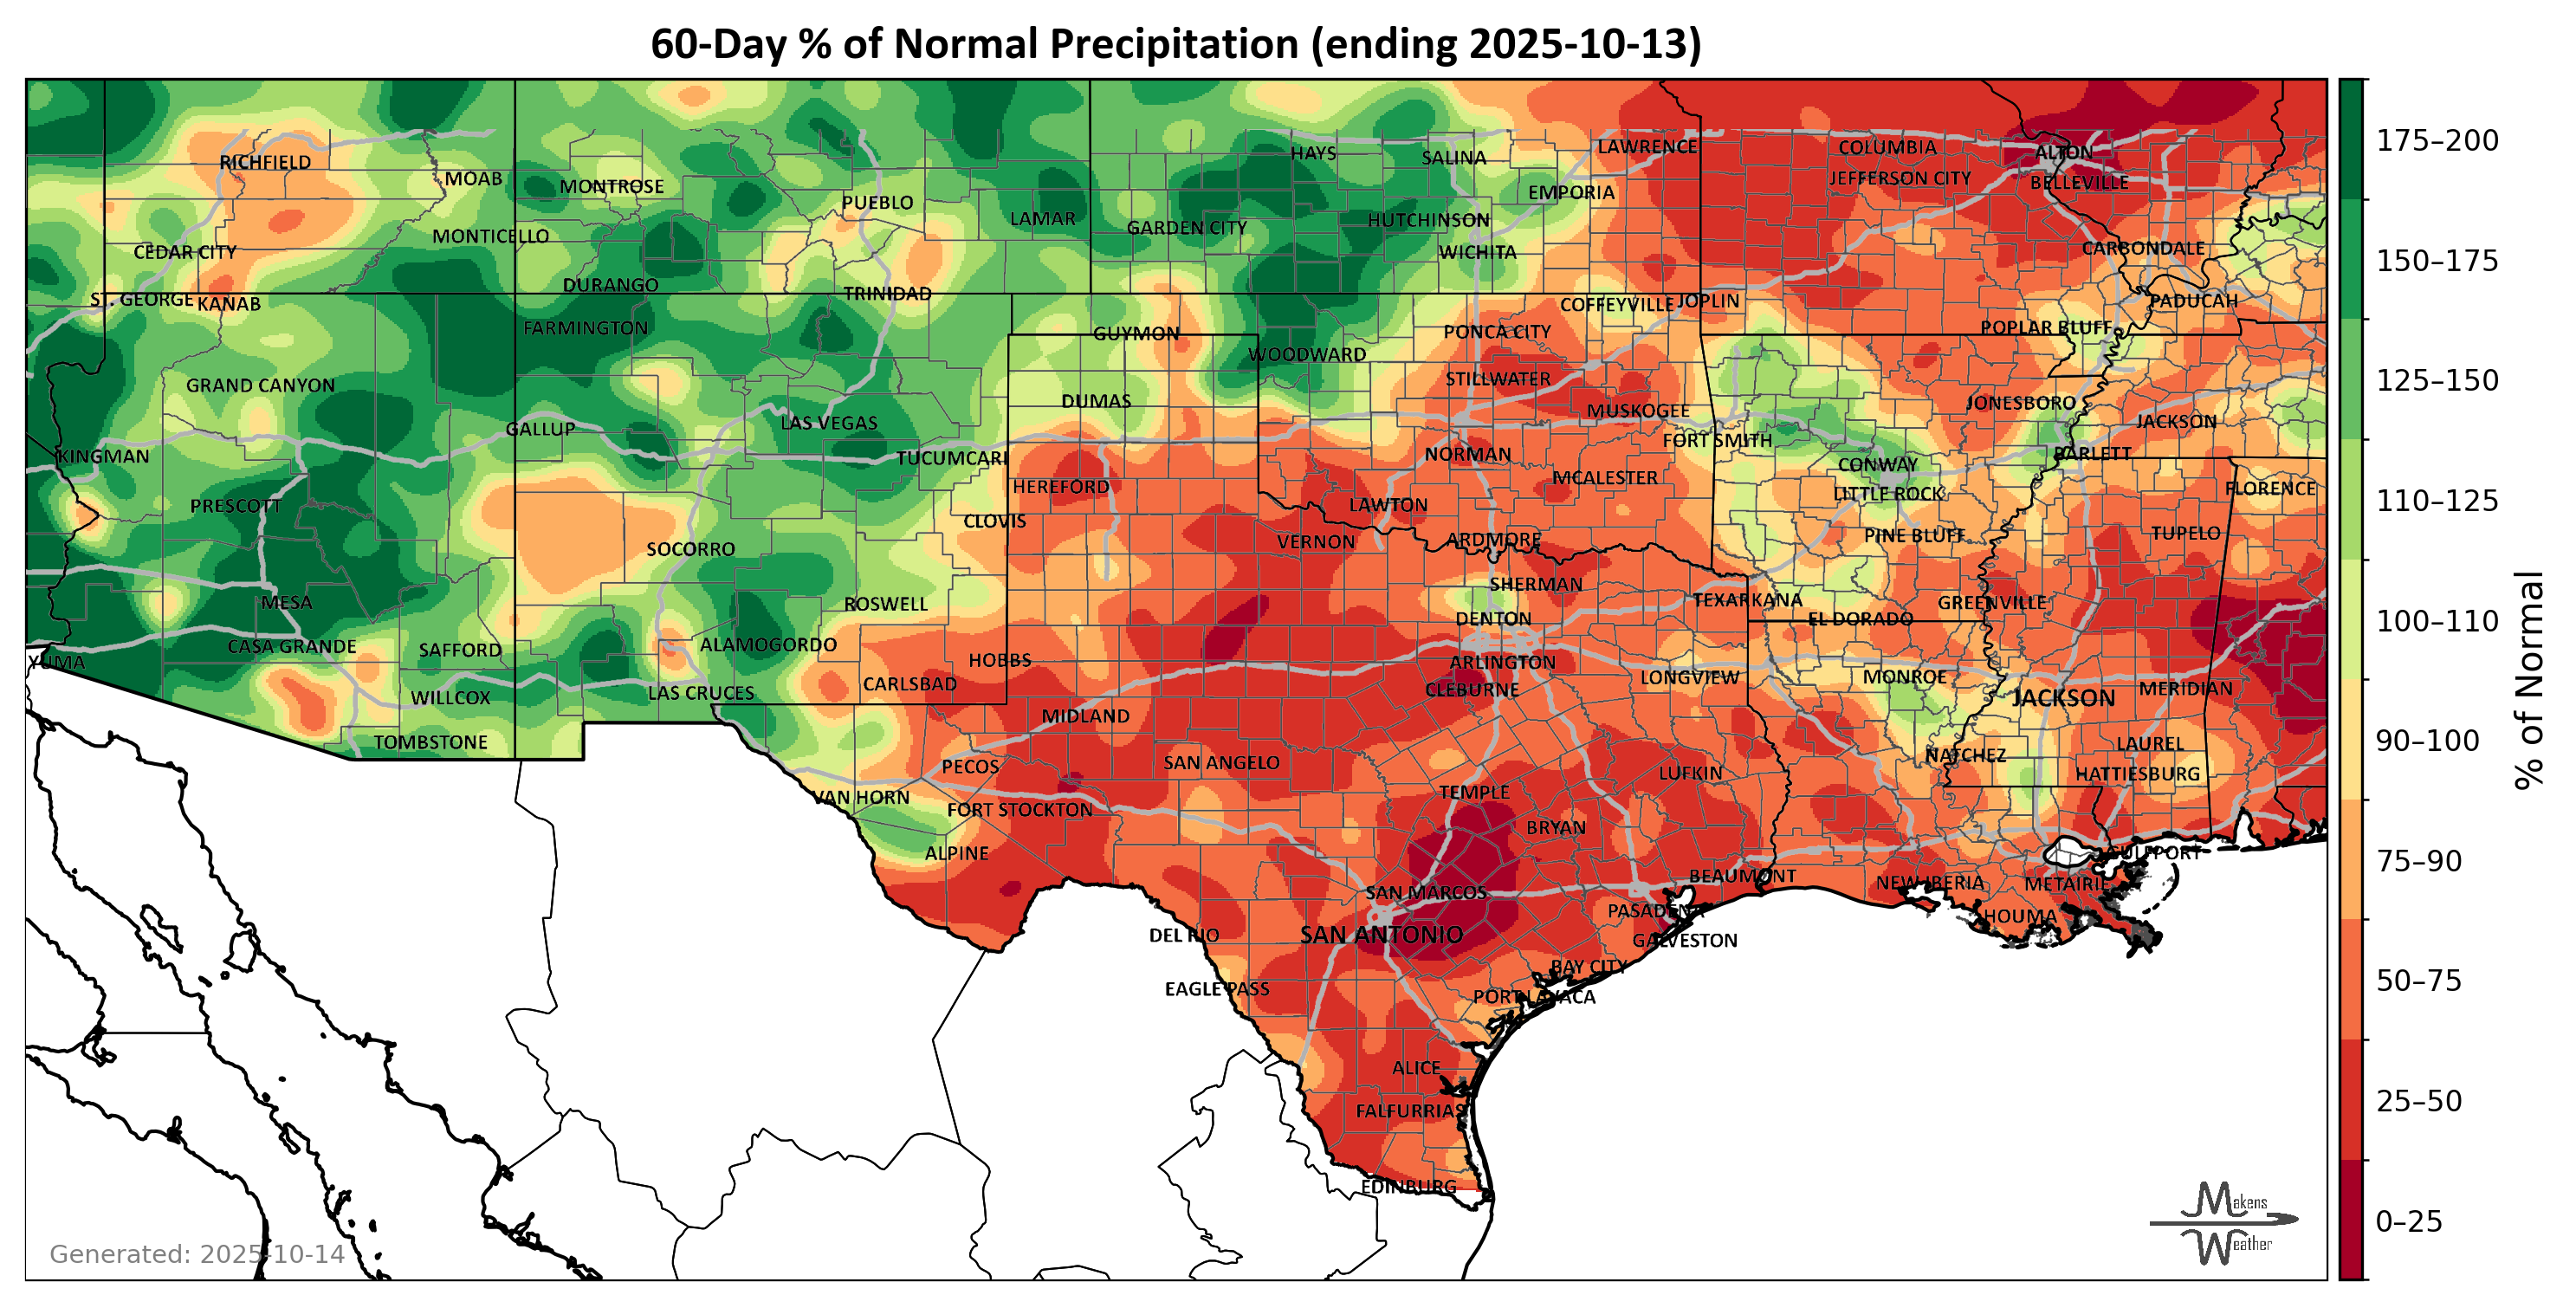 60-Day % of Normal Precipitation (ending 2025-10-13)
RICHFIELD
MOAB
MONTROSE
PUEBLO
LAMAR
HAYS
SALINA
LAWRENCE
COLUMBIA
ALTON
JEFFERSON CITY
BELLEVILLE
EMPORIA
GARDEN CITY
HUTCHINSON
WICHITA
CEDAR CITY
MONTICELLO
DURANGO
TRINIDAD
CARBONDALE
ST. GEORGE
KANAB
FARMINGTON
GUYMON
COFFEYVILLE
JOPLIN
PADUCAH
PONCA CITY
POPLAR BLUFF
WOODWARD
GRAND CANYON
STILLWATER
DUMAS
MUSKOGEE
JONESBORO
JACKSON
GALLUP
LAS VEGAS
FORT SMITH
KINGMAN
TUCUMCARI
NORMAN
CONWAY
BARLETT
HEREFORD
MCALESTER
LITTLE ROCK
FLORENCE
PRESCOTT
LAWTON
CLOVIS
PINE BLUFF
TUPELO
SOCORRO
VERNON
ARDMORE
SHERMAN
MESA
ROSWELL
TEXARKANA
GREENVILLE
DENTON
EL DORADO
CASA GRANDE
SAFFORD
ALAMOGORDO
YUMA
HOBBS
ARLINGTON
WILLCOX
LAS CRUCES
CARLSBAD
CLEBURNE
LONGVIEW
MONROE
JACKSON
MERIDIAN
MIDLAND
TOMBSTONE
PECOS
SAN ANGELO
LUFKIN
NATCHEZ
LAUREL
HATTIESBURG
VAN HORN
FORT STOCKTON
TEMPLE
BRYAN
ALPINE
GULFPORT
SAN MARCOS
BEAUMONT
NEW IBERIA
METAIRIE
PASADENA
HOUMA
DEL RIO
SAN ANTONIO
GALVESTON
BAY CITY
EAGLE PASS
PORT LAVACA
ALICE
FALFURRIAS
EDINBURG
Generated: 2025-10-14
Makens
Weather
175–200
150–175
125–150
110–125
100–110
90–100
75–90
50–75
25–50
0–25
% of Normal